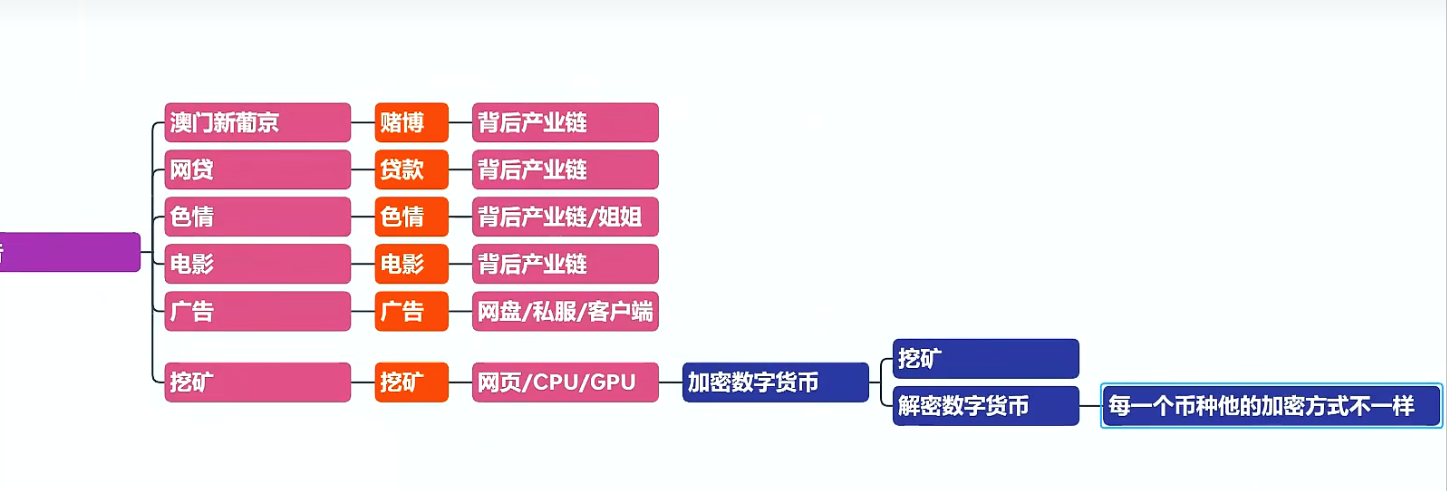 澳门新葡京 赌博 背后产业链
网贷 贷款 背后产业链
色情 色情 背后产业链/姐姐
电影 电影 背后产业链
广告 广告 网盘/私服/客户端
挖矿
挖矿 挖矿 网页/CPU/GPU 加密数字货币
解密数字货币 每一个币种他的加密方式不一样